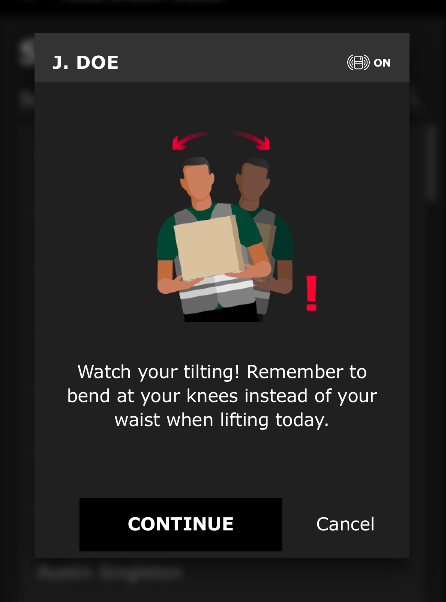 J. DOE
ON
!
Watch your tilting! Remember to
bend at your knees instead of your
waist when lifting today.
CONTINUE
Cancel